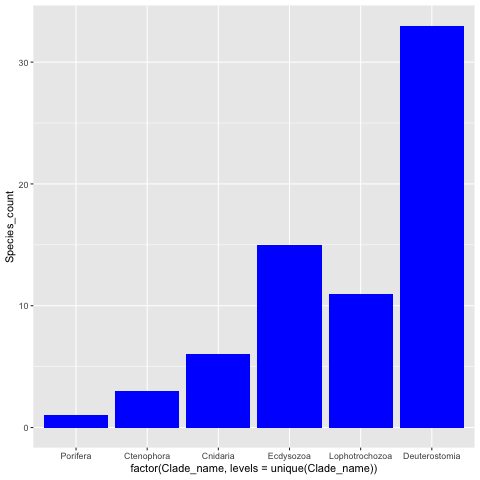 Species_count
30
20
10
0
Porifera Ctenophora Cnidaria Ecdysozoa Lophotrochozoa Deuterostomia
factor(Clade_name, levels = unique(Clade_name))